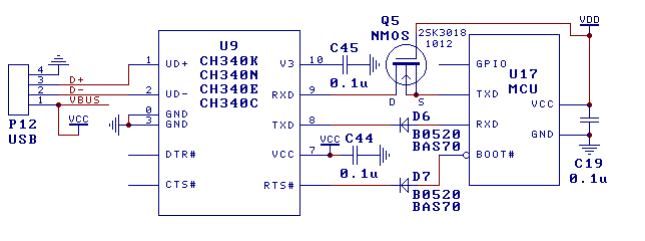 Q5
NMOS
2SK3018
1012
VDD
U9
CH340K
CH340N
CH340E
CH340C
C45
0.1u
4
3
2
1
D+
D-
VBUS
VCC
P12
USB
1
2
0
3
UD+
UD-
GND
GND
DTR#
CTS#
V3
RXD
TXD
VCC
RTS#
10
9
8
7
D
S
VCC
C44
0.1u
D6
B0520
BAS70
D7
B0520
BAS70
GPIO
U17
MCU
TXD
VCC
RXD
GND
BOOT#
C19
0.1u